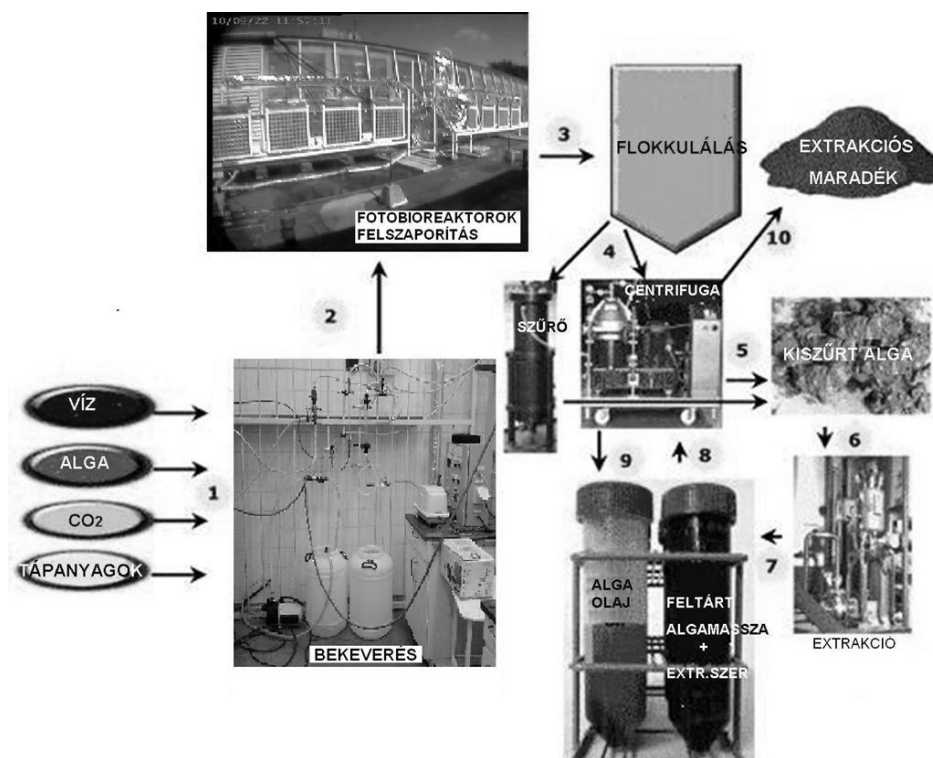 10/09/22 11:57:11
FOTOBIOREAKTOROK
FELSZAPORÍTÁS
3
FLOKKULÁLÁS
EXTRAKCIÓS
MARADÉK
10
4
CENTRIFUGA
SZŰRŐ
5
KISZŰRT ALGA
2
VÍZ
ALGA
CO2
TÁPANYAGOK
1
BEKEVERÉS
9
8
6
7
ALGA
OLAJ
FELTÁRT
ALGAMASSZA
+
EXTR.SZER
EXTRAKCIÓ